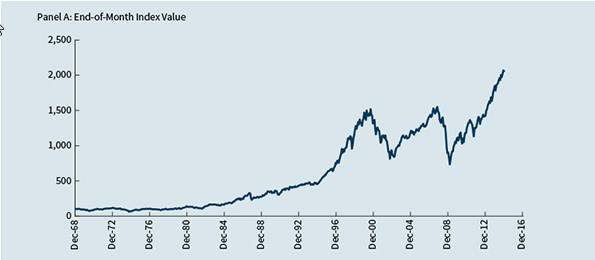 Panel A: End-of-Month Index Value
2,500
2,000
1,500
1,000
500
0
Dec-68
Dec-72
Dec-76
Dec-80
Dec-84
Dec-88
Dec-92
Dec-96
Dec-00
Dec-04
Dec-08
Dec-12
Dec-16